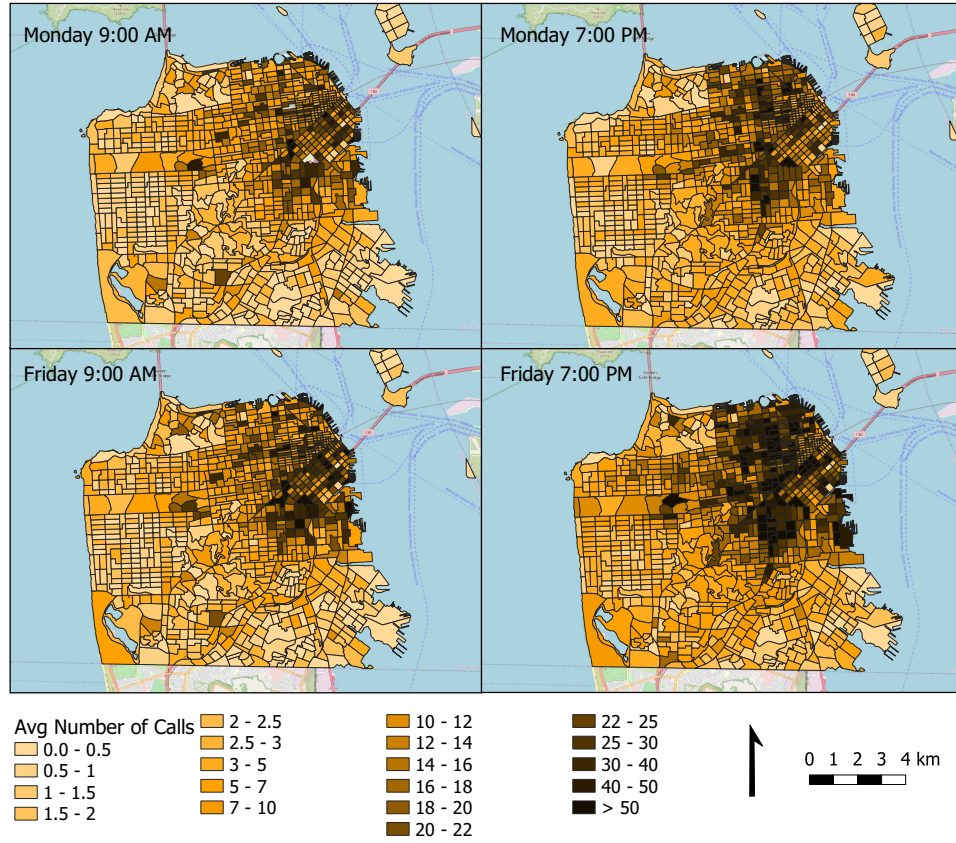 Monday 9:00 AM
Monday 7:00 PM
Friday 9:00 AM
Friday 7:00 PM
Avg Number of Calls
0.0 - 0.5
0.5 - 1
1 - 1.5
1.5 - 2
2 - 2.5
2.5 - 3
3 - 5
5 - 7
7 - 10
10 - 12
12 - 14
14 - 16
16 - 18
18 - 20
20 - 22
22 - 25
25 - 30
30 - 40
40 - 50
> 50
0 1 2 3 4 km